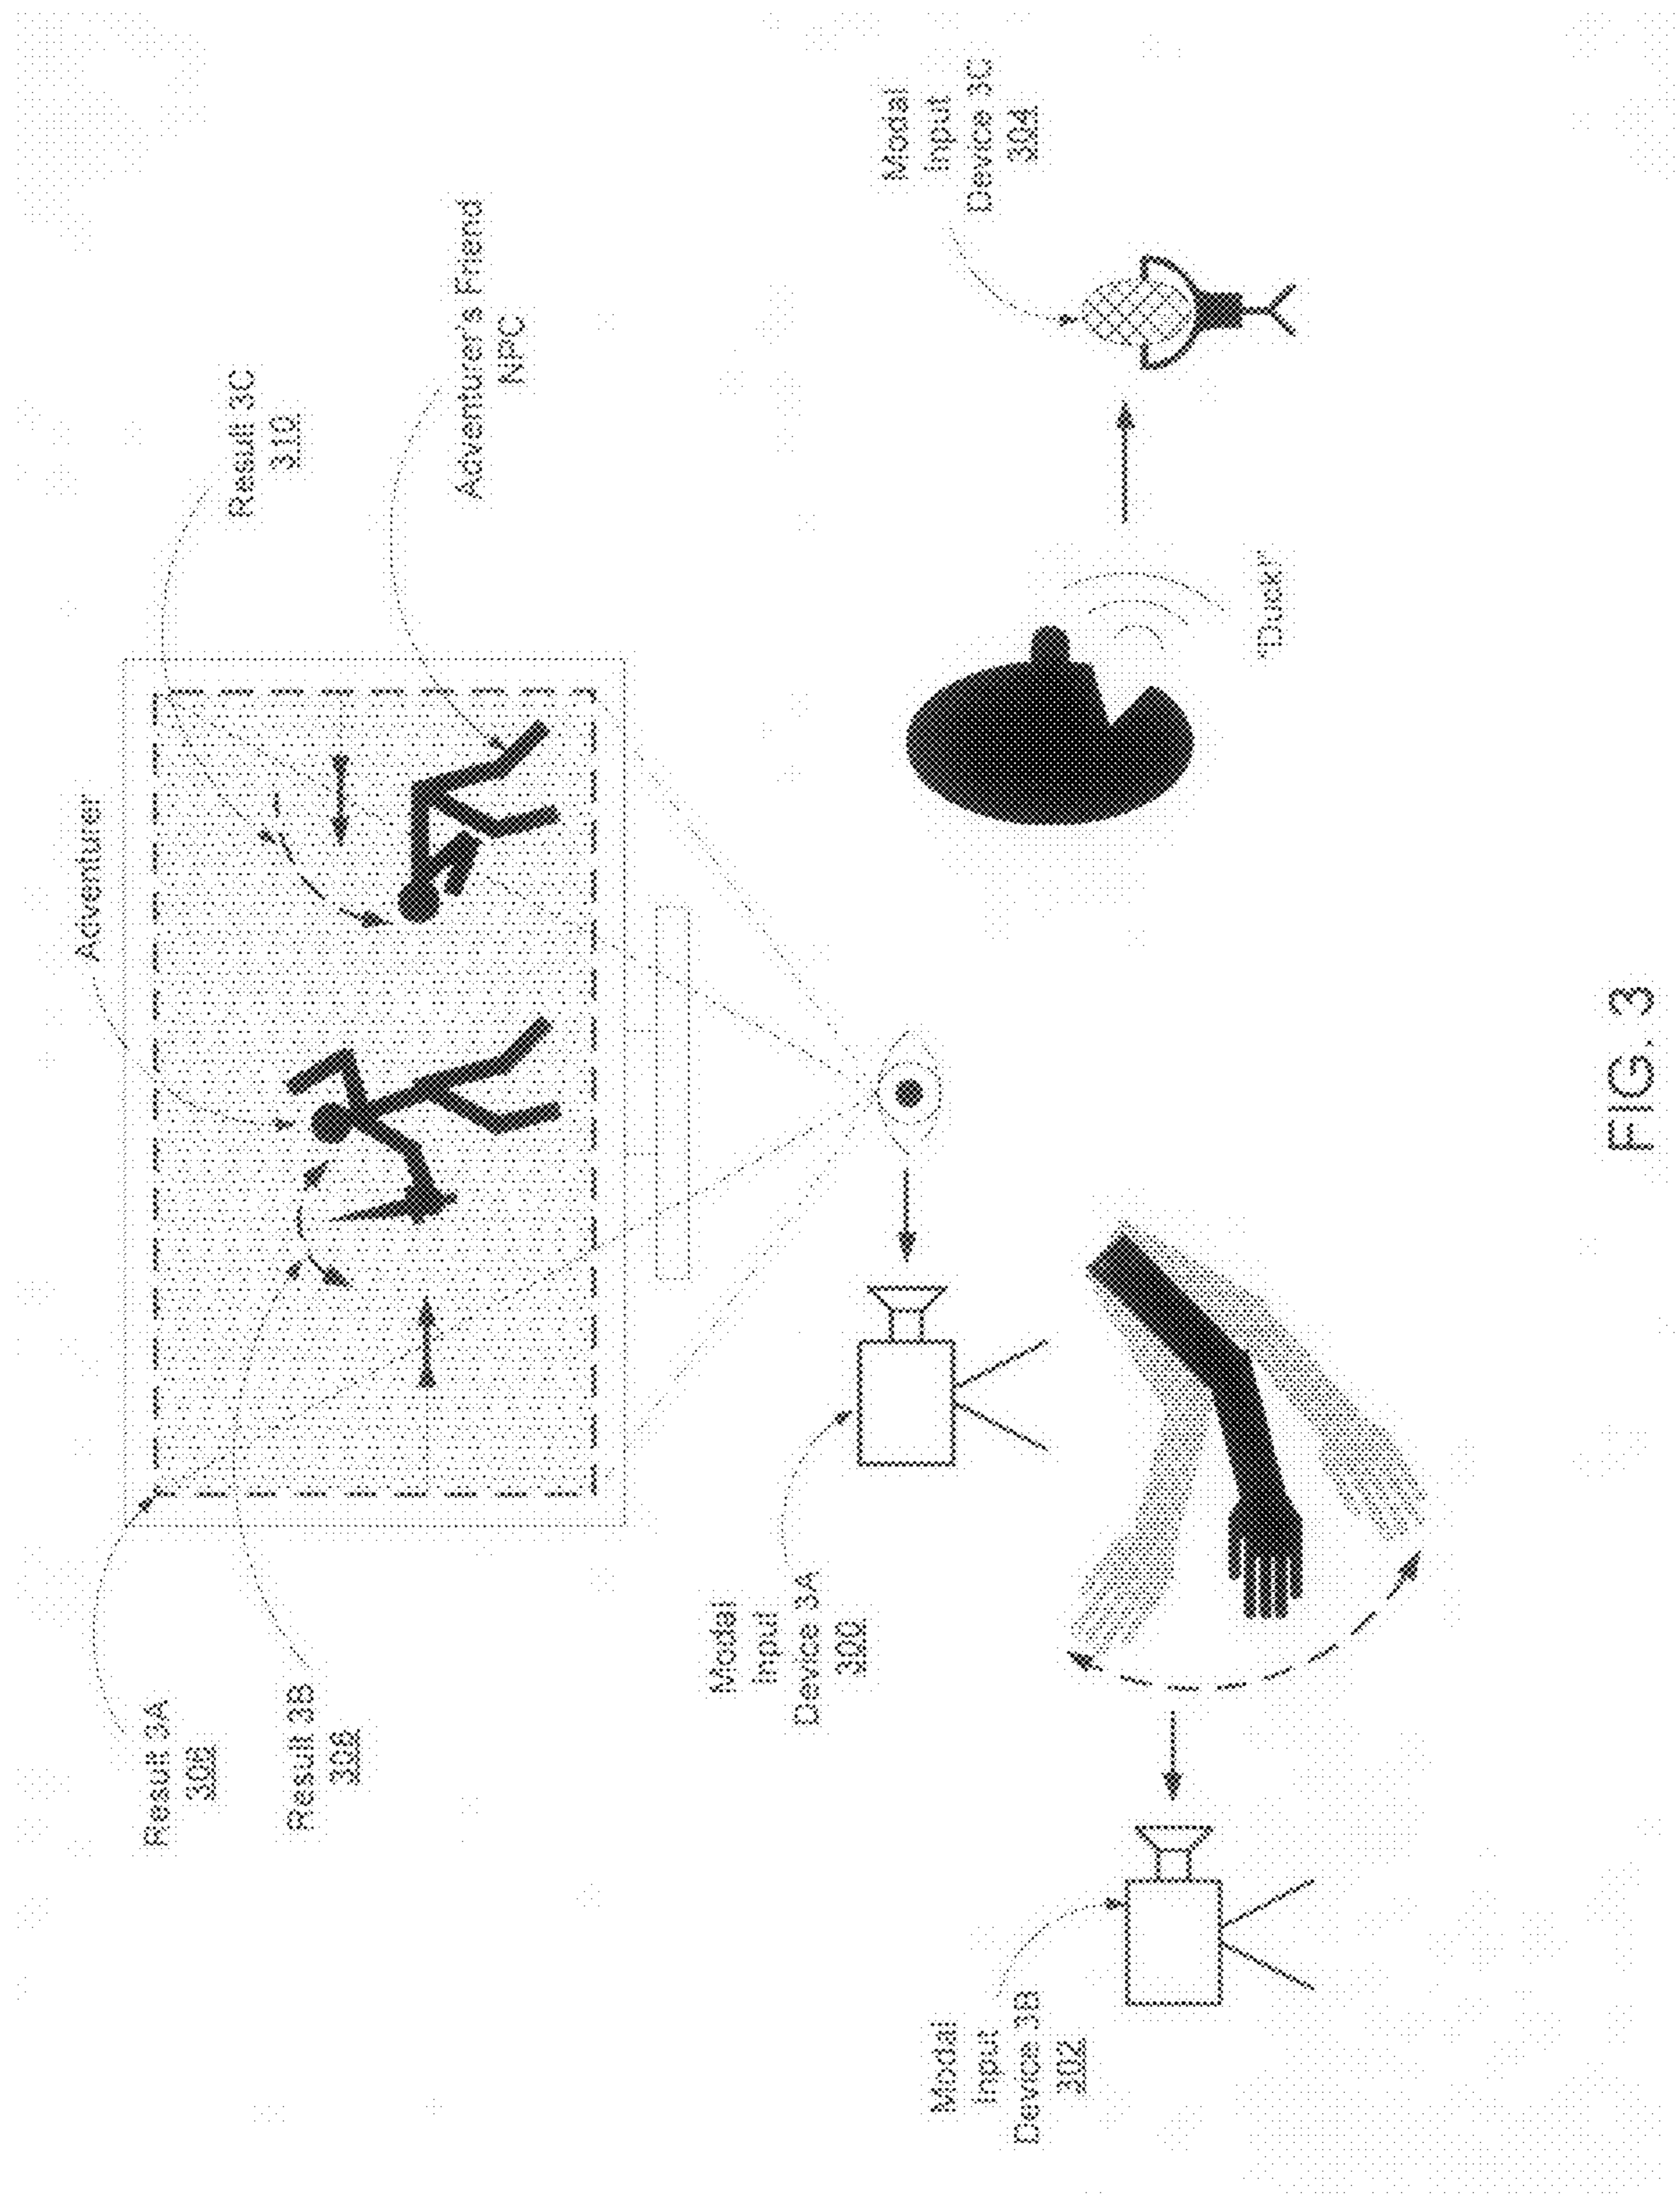 Adventurer
Result 3A
306
Result 3C
310
Result 3B
308
Adventurer's Friend
NPC
Modal
Input
Device 3A
300
Modal
Input
Device 3C
304
Modal
Input
Device 3B
302
"Duck!"
FIG. 3